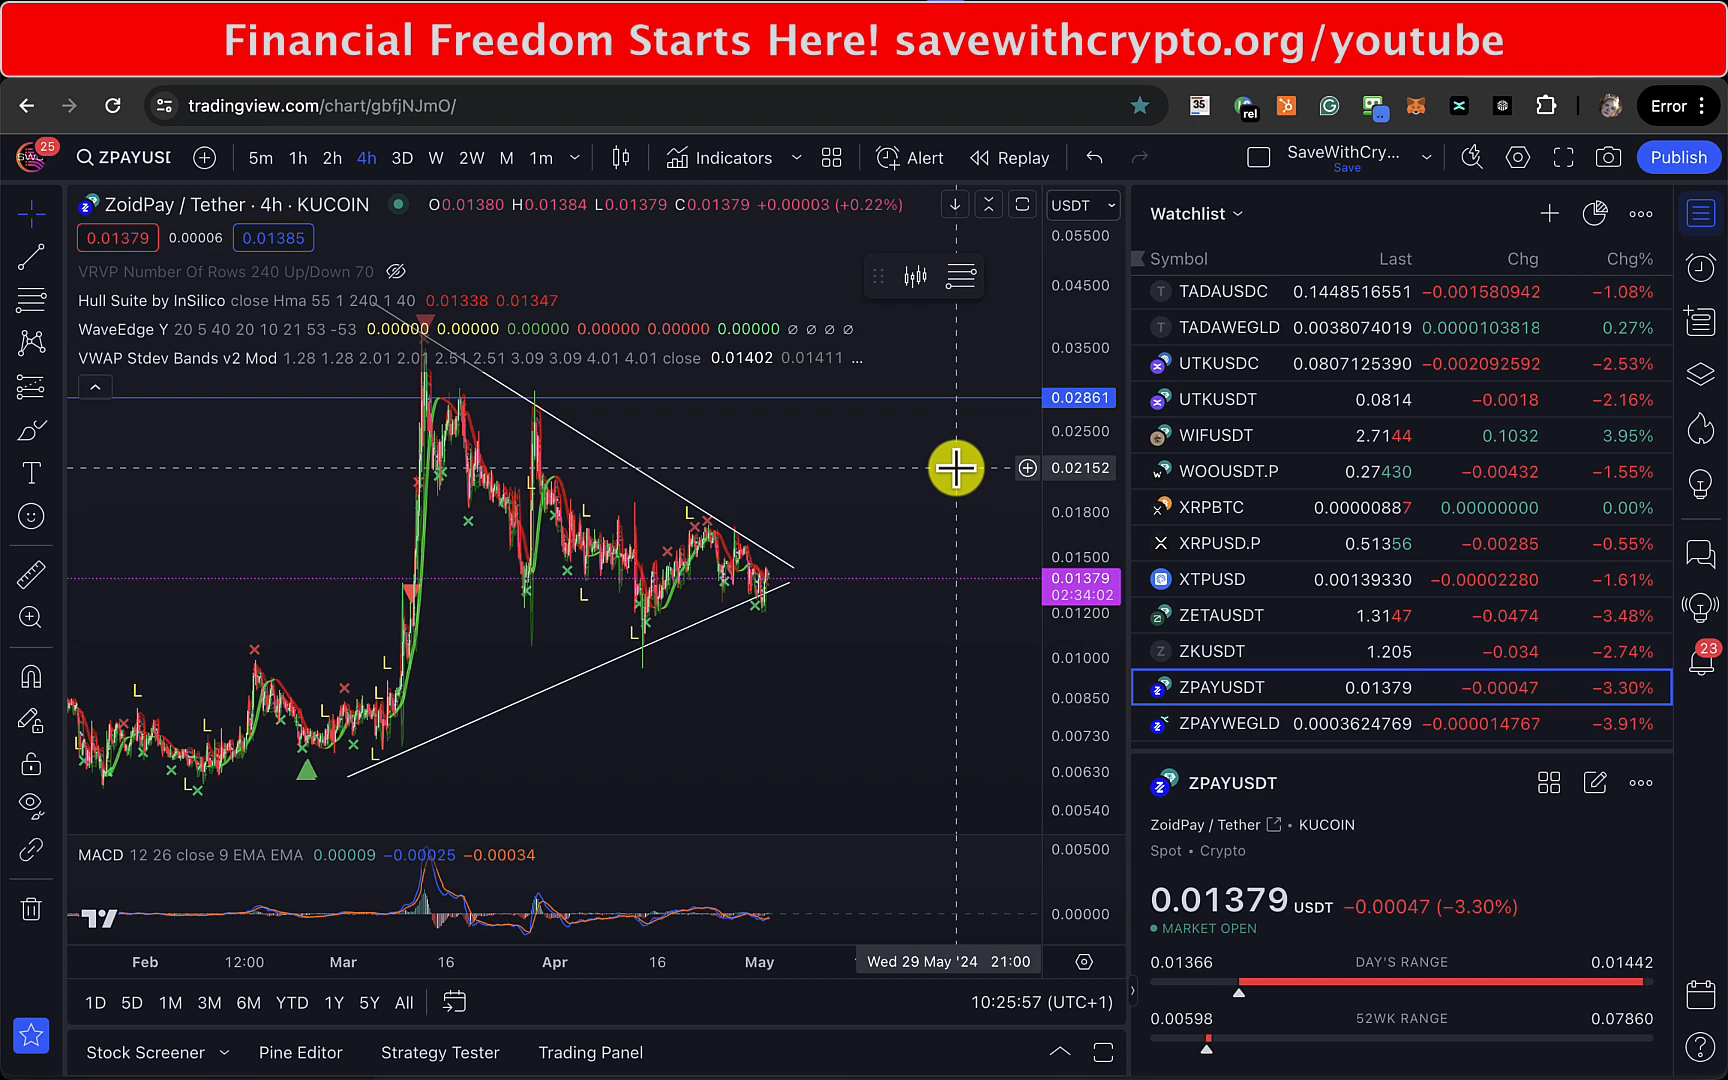 Financial Freedom Starts Here! savewithcrypto.org/youtube
tradingview.com/chart/gbfjNJmO/
35
rel
Error
25
ZPAYUSI
5m 1h 2h 4h 3D W 2W M 1m
Indicators
Alert
Replay
SaveWithCry...
Save
Publish
ZoidPay / Tether · 4h · KUCOIN
O0.01380 H0.01384 L0.01379 C0.01379 +0.00003 (+0.22%)
0.01379 0.00006 0.01385
VRVP Number Of Rows 240 Up/Down 70
Hull Suite by InSilico close Hma 55 1 240 1 40 0.01338 0.01347
WaveEdge Y 20 5 40 20 10 21 53 -53 0.00000 0.00000 0.00000 0.00000 0.00000 0.00000 ∅ ∅ ∅ ∅
VWAP Stdev Bands v2 Mod 1.28 1.28 2.01 2.01 2.51 2.51 3.09 3.09 4.01 4.01 close 0.01402 0.01411 ...
USDT
0.05500
0.04500
0.03500
0.02861
0.02500
0.02152
0.01800
0.01500
0.01379
02:34:02
0.01200
0.01000
0.00850
0.00730
0.00630
0.00540
L
L
L
L
L
L
L
L
L
L
L
L
MACD 12 26 close 9 EMA EMA 0.00009 −0.00025 −0.00034
0.00500
0.00000
Feb 12:00 Mar 16 Apr 16 May
Wed 29 May '24 21:00
1D 5D 1M 3M 6M YTD 1Y 5Y All
10:25:57 (UTC+1)
Stock Screener Pine Editor Strategy Tester Trading Panel
Watchlist
Symbol Last Chg Chg%
TADAUSDC 0.1448516551 −0.001580942 −1.08%
TADAWEGLD 0.0038074019 0.0000103818 0.27%
UTKUSDC 0.0807125390 −0.002092592 −2.53%
UTKUSDT 0.0814 −0.0018 −2.16%
WIFUSDT 2.7144 0.1032 3.95%
WOOUSDT.P 0.27430 −0.00432 −1.55%
XRPBTC 0.00000887 0.00000000 0.00%
XRPUSD.P 0.51356 −0.00285 −0.55%
XTPUSD 0.00139330 −0.00002280 −1.61%
ZETAUSDT 1.3147 −0.0474 −3.48%
ZKUSDT 1.205 −0.034 −2.74%
ZPAYUSDT 0.01379 −0.00047 −3.30%
ZPAYWEGLD 0.0003624769 −0.000014767 −3.91%
ZPAYUSDT
ZoidPay / Tether • KUCOIN
Spot • Crypto
0.01379 USDT −0.00047 (−3.30%)
MARKET OPEN
0.01366 DAY'S RANGE 0.01442
0.00598 52WK RANGE 0.07860
23